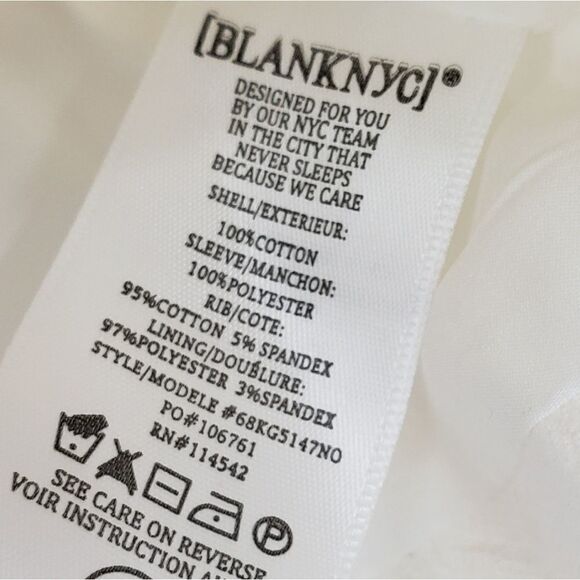 [BLANKNYC]®
DESIGNED FOR YOU
BY OUR NYC TEAM
IN THE CITY THAT
NEVER SLEEPS
BECAUSE WE CARE
SHELL/EXTERIEUR:
100%COTTON
SLEEVE/MANCHON:
100%POLYESTER
RIB/COTE:
95%COTTON 5% SPANDEX
LINING/DOUBLURE:
97%POLYESTER 3%SPANDEX
STYLE/MODELE #68KG5147NO
PO#106761
RN#114542
P
SEE CARE ON REVERSE
VOIR INSTRUCTION